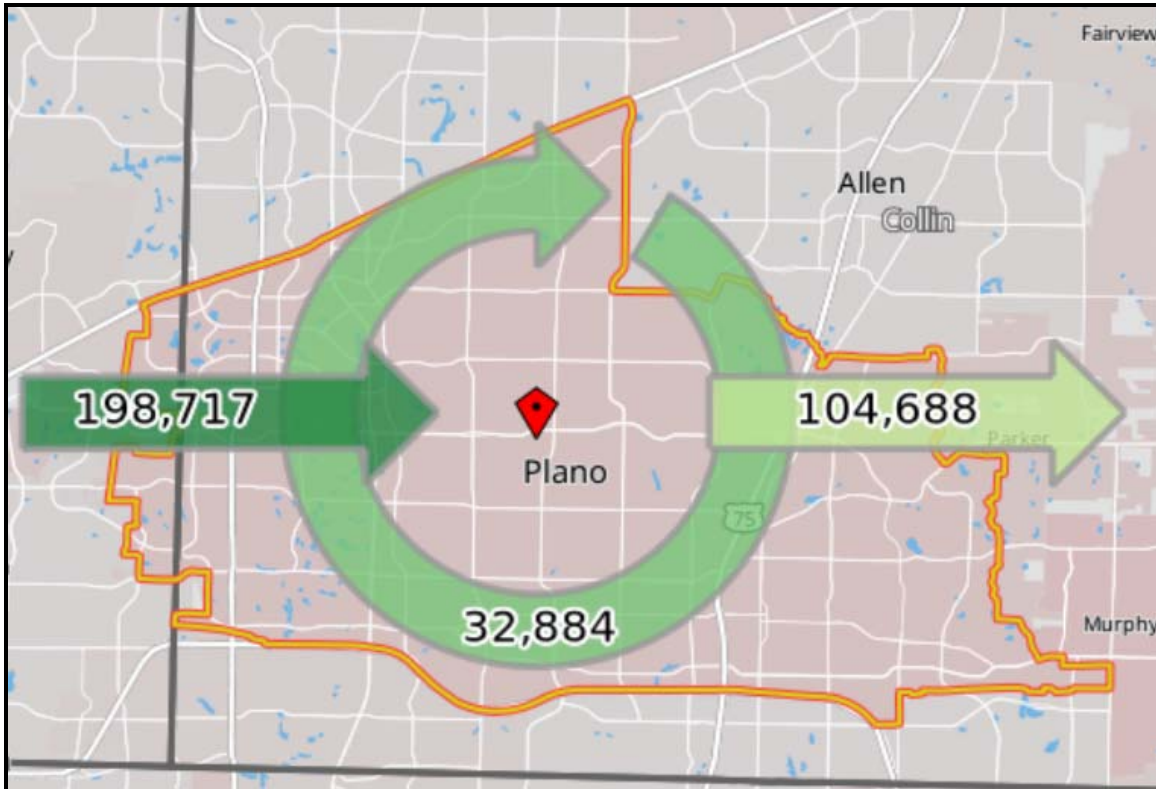 Fairview
Allen
Collin
198,717
104,688
Parker
Plano
75
32,884
Murphy